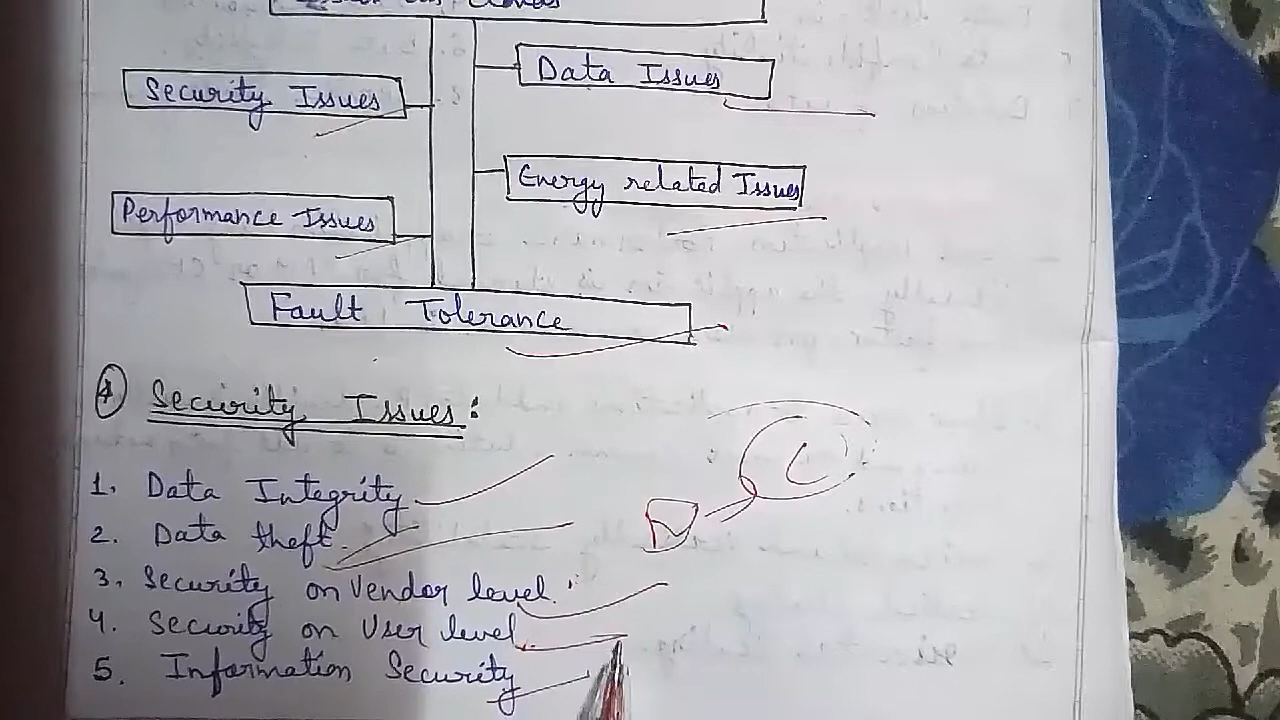 Data Issues
Security Issues
Energy related Issues
Performance Issues
Fault Tolerance
① Security Issues:
1. Data Integrity
2. Data theft.
3. Security on Vendor level.
4. Security on User level
5. Information Security